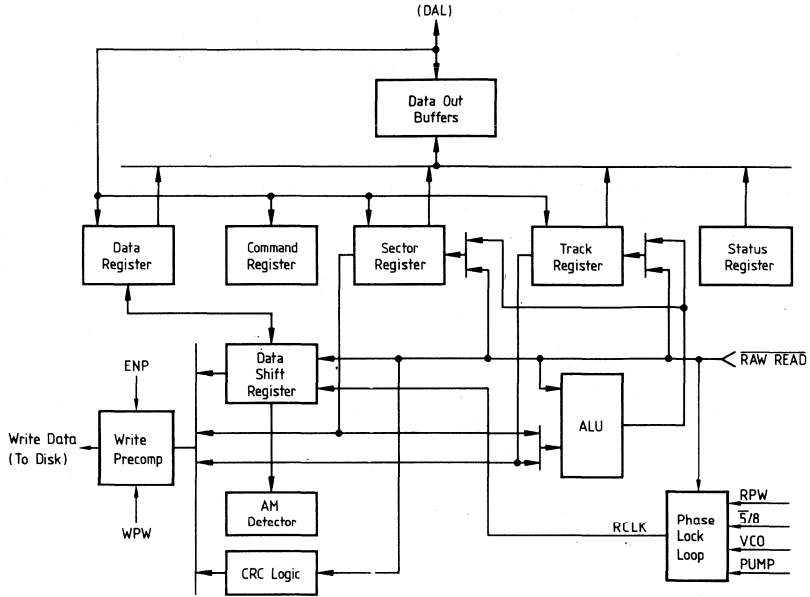 (DAL)
Data Out
Buffers
Data
Register
Command
Register
Sector
Register
Track
Register
Status
Register
ENP
Data
Shift
Register
RAW READ
ALU
Write Data
(To Disk)
Write
Precomp
WPW
AM
Detector
RCLK
Phase
Lock
Loop
RPW
5/8
VCO
PUMP
CRC Logic